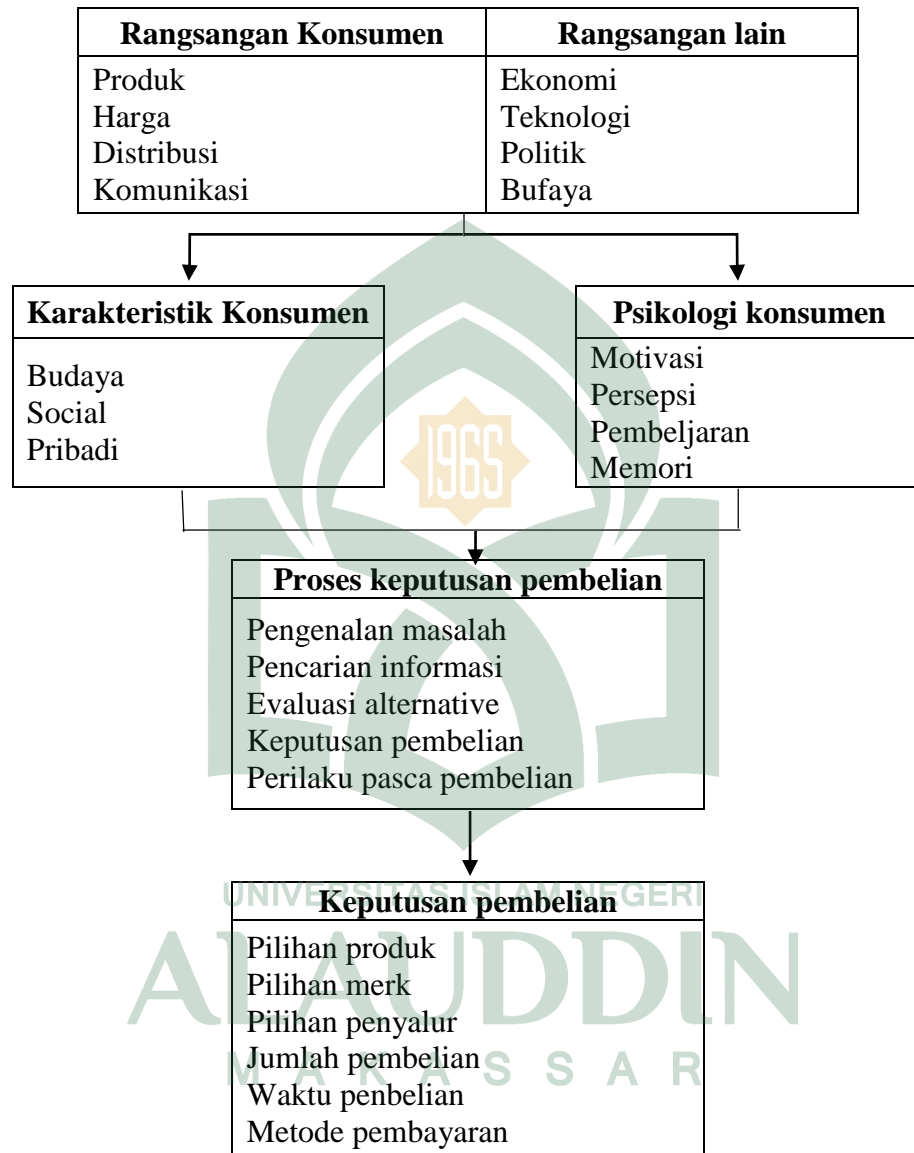 Rangsangan Konsumen
Rangsangan lain
Produk
Harga
Distribusi
Komunikasi
Ekonomi
Teknologi
Politik
Bufaya
Karakteristik Konsumen
Budaya
Social
Pribadi
Psikologi konsumen
Motivasi
Persepsi
Pembeljaran
Memori
1965
Proses keputusan pembelian
Pengenalan masalah
Pencarian informasi
Evaluasi alternative
Keputusan pembelian
Perilaku pasca pembelian
UNIVERSITAS ISLAM NEGERI
Keputusan pembelian
Pilihan produk
Pilihan merk
Pilihan penyalur
Jumlah pembelian
Waktu penbelian
Metode pembayaran
ALAUDDIN
MAKASSAR